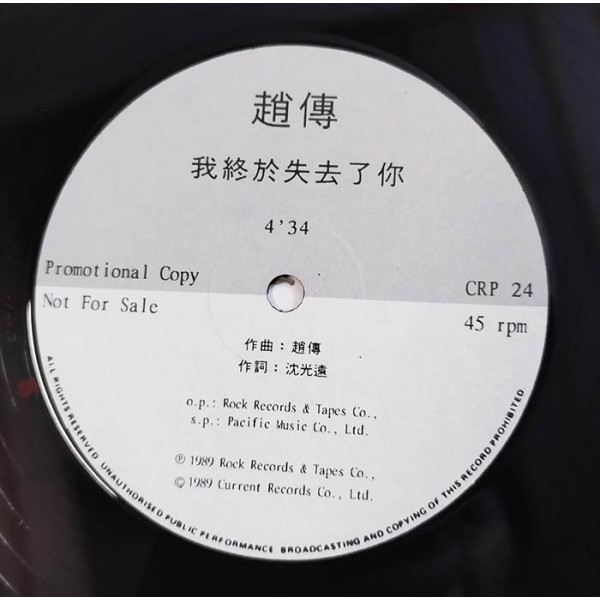 趙傳
我終於失去了你
4'34
Promotional Copy
CRP 24
Not For Sale
45 rpm
作曲：趙傳
作詞：沈光遠
o.p.: Rock Records & Tapes Co.,
s.p.: Pacific Music Co., Ltd.
Ⓟ 1989 Rock Records & Tapes Co.,
© 1989 Current Records Co., Ltd.
ALL RIGHTS RESERVED UNAUTHORISED PUBLIC PERFORMANCE BROADCASTING AND COPYING OF THIS RECORD PROHIBITED